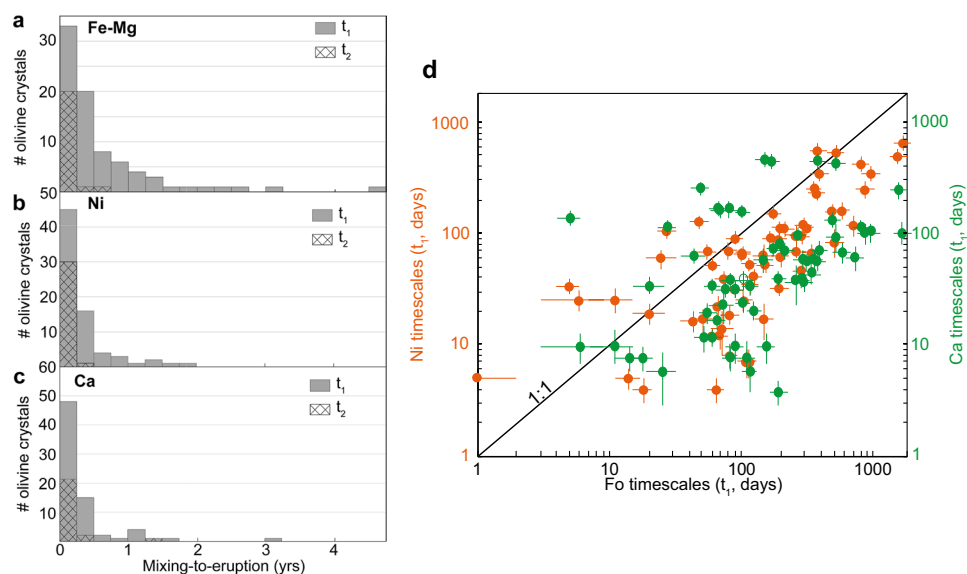 a
Fe-Mg
t1
t2
30
20
10
# olivine crystals
b
50
Ni
t1
t2
40
30
20
10
# olivine crystals
c
60
Ca
t1
t2
50
40
30
20
10
# olivine crystals
0 1 2 3 4
Mixing-to-eruption (yrs)
d
1000
100
10
1
Ni timescales (t1, days)
1:1
1000
100
10
1
Ca timescales (t1, days)
1 10 100 1000
Fo timescales (t1, days)